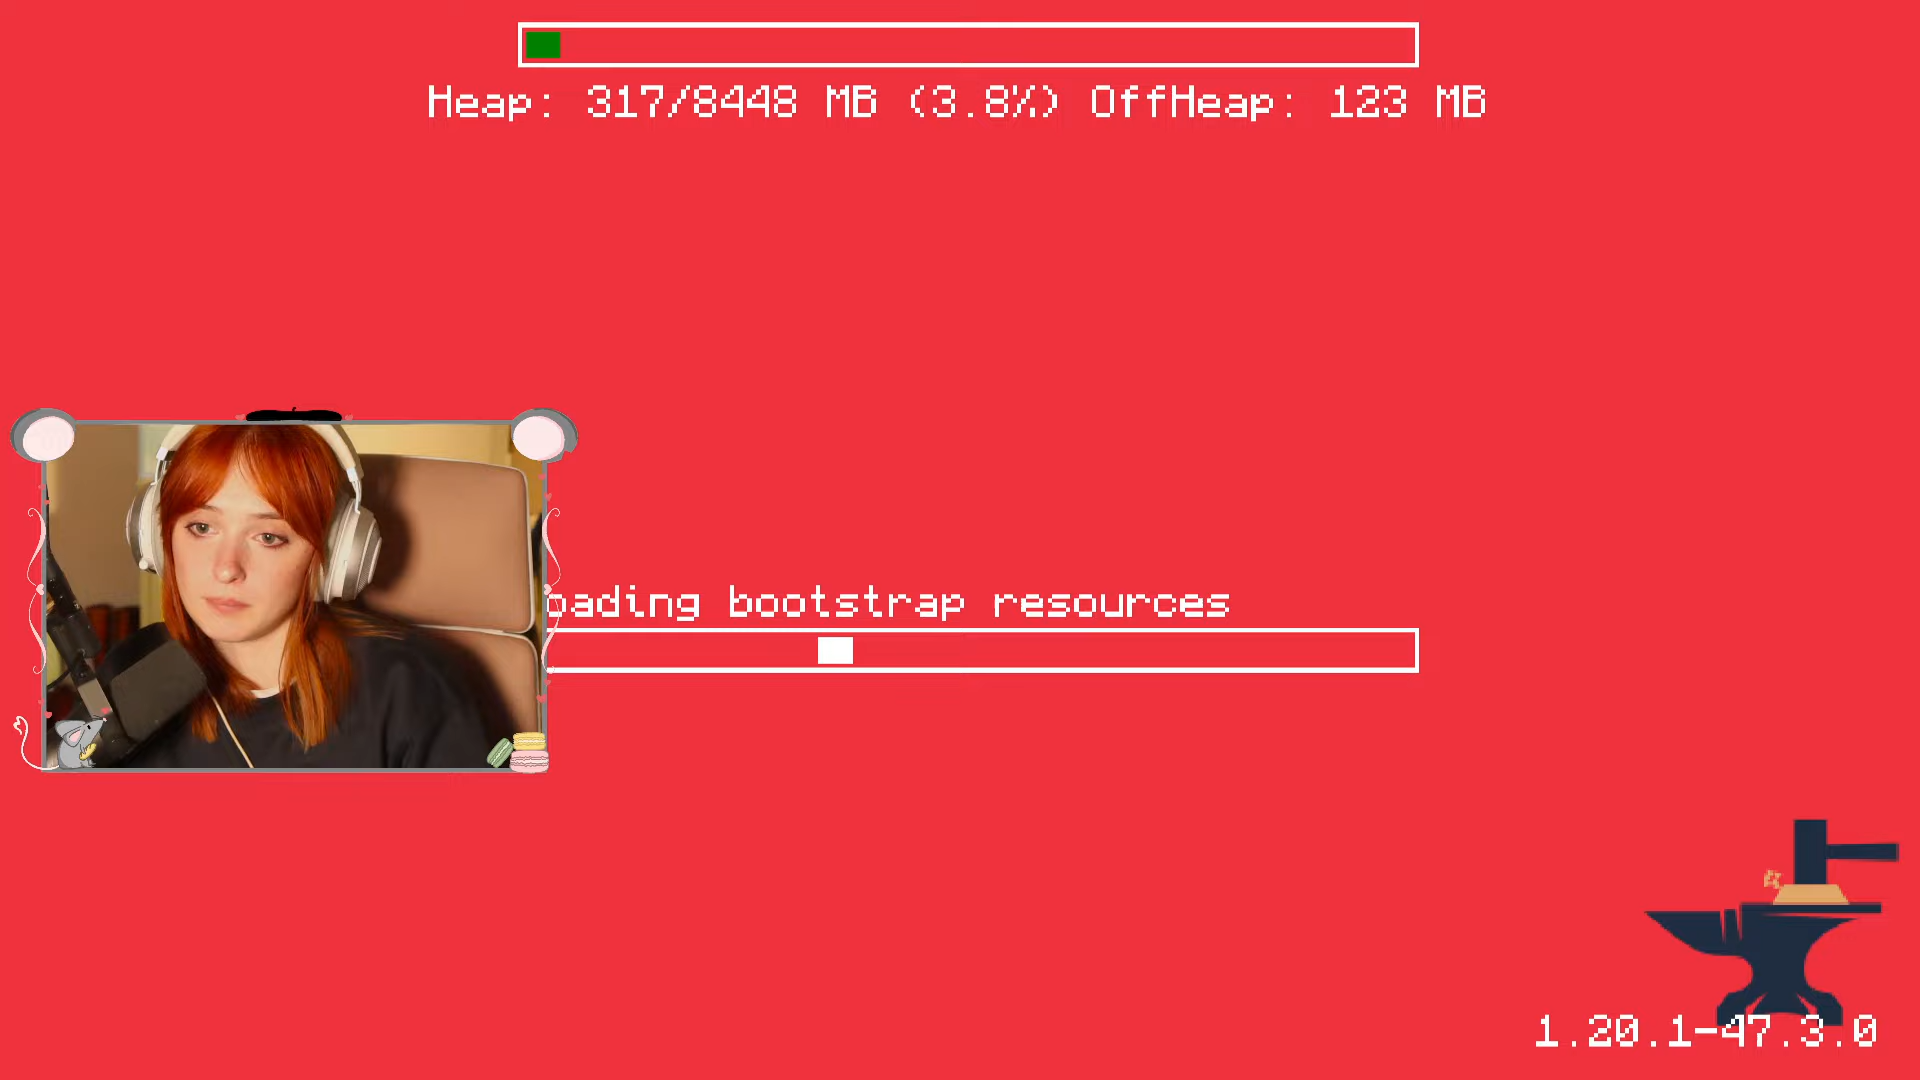 Heap: 317/8448 MB (3.8%) OffHeap: 123 MB
oading bootstrap resources
1.20.1-47.3.0